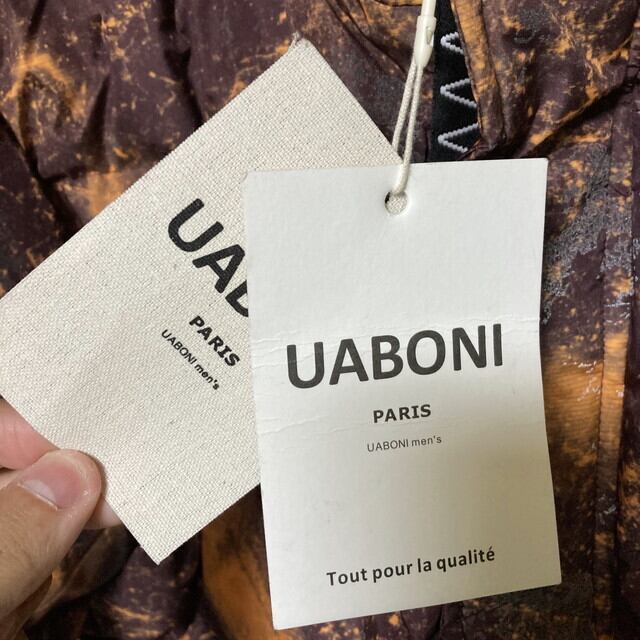 UAB
PARIS
UABONI men's
UABONI
PARIS
UABONI men's
Tout pour la qualité